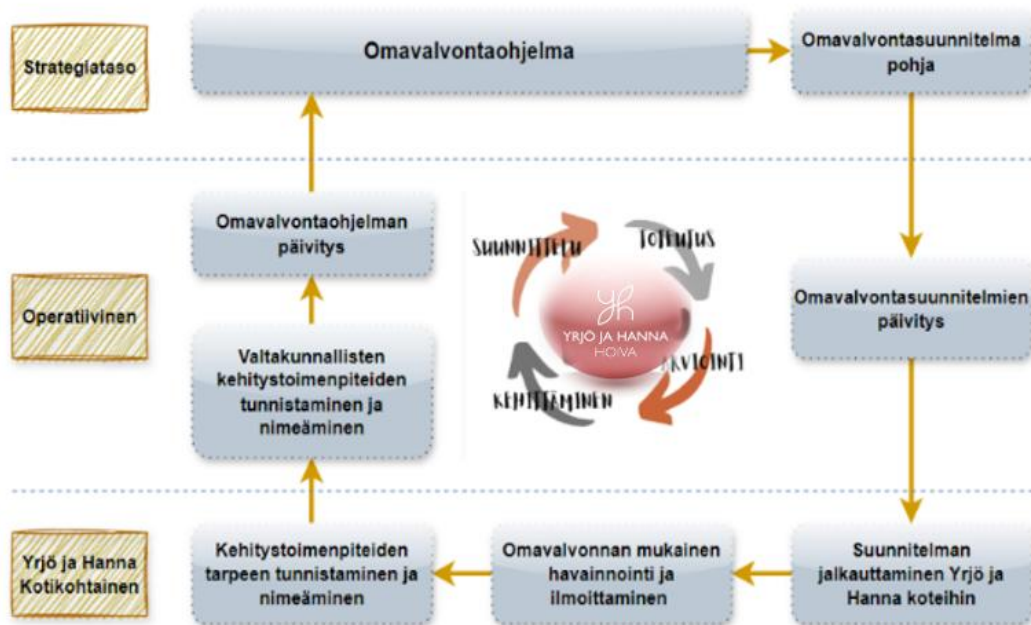 Strategiataso
Omavalvontaohjelma
Omavalvontasuunnitelma
pohja
Operatiivinen
Omavalvontaohjelman
päivitys
Valtakunnallisten
kehitystoimenpiteiden
tunnistaminen ja
nimeäminen
SUUNNITTELU
TOTEUTUS
ARVIOINTI
KEHITTÄMINEN
yh
YRJÖ JA HANNA
HOIVA
Omavalvontasuunnitelmien
päivitys
Yrjö ja Hanna
Kotikohtainen
Kehitystoimenpiteiden
tarpeen tunnistaminen ja
nimeäminen
Omavalvonnan mukainen
havainnointi ja
ilmoittaminen
Suunnitelman
jalkauttaminen Yrjö ja
Hanna koteihin